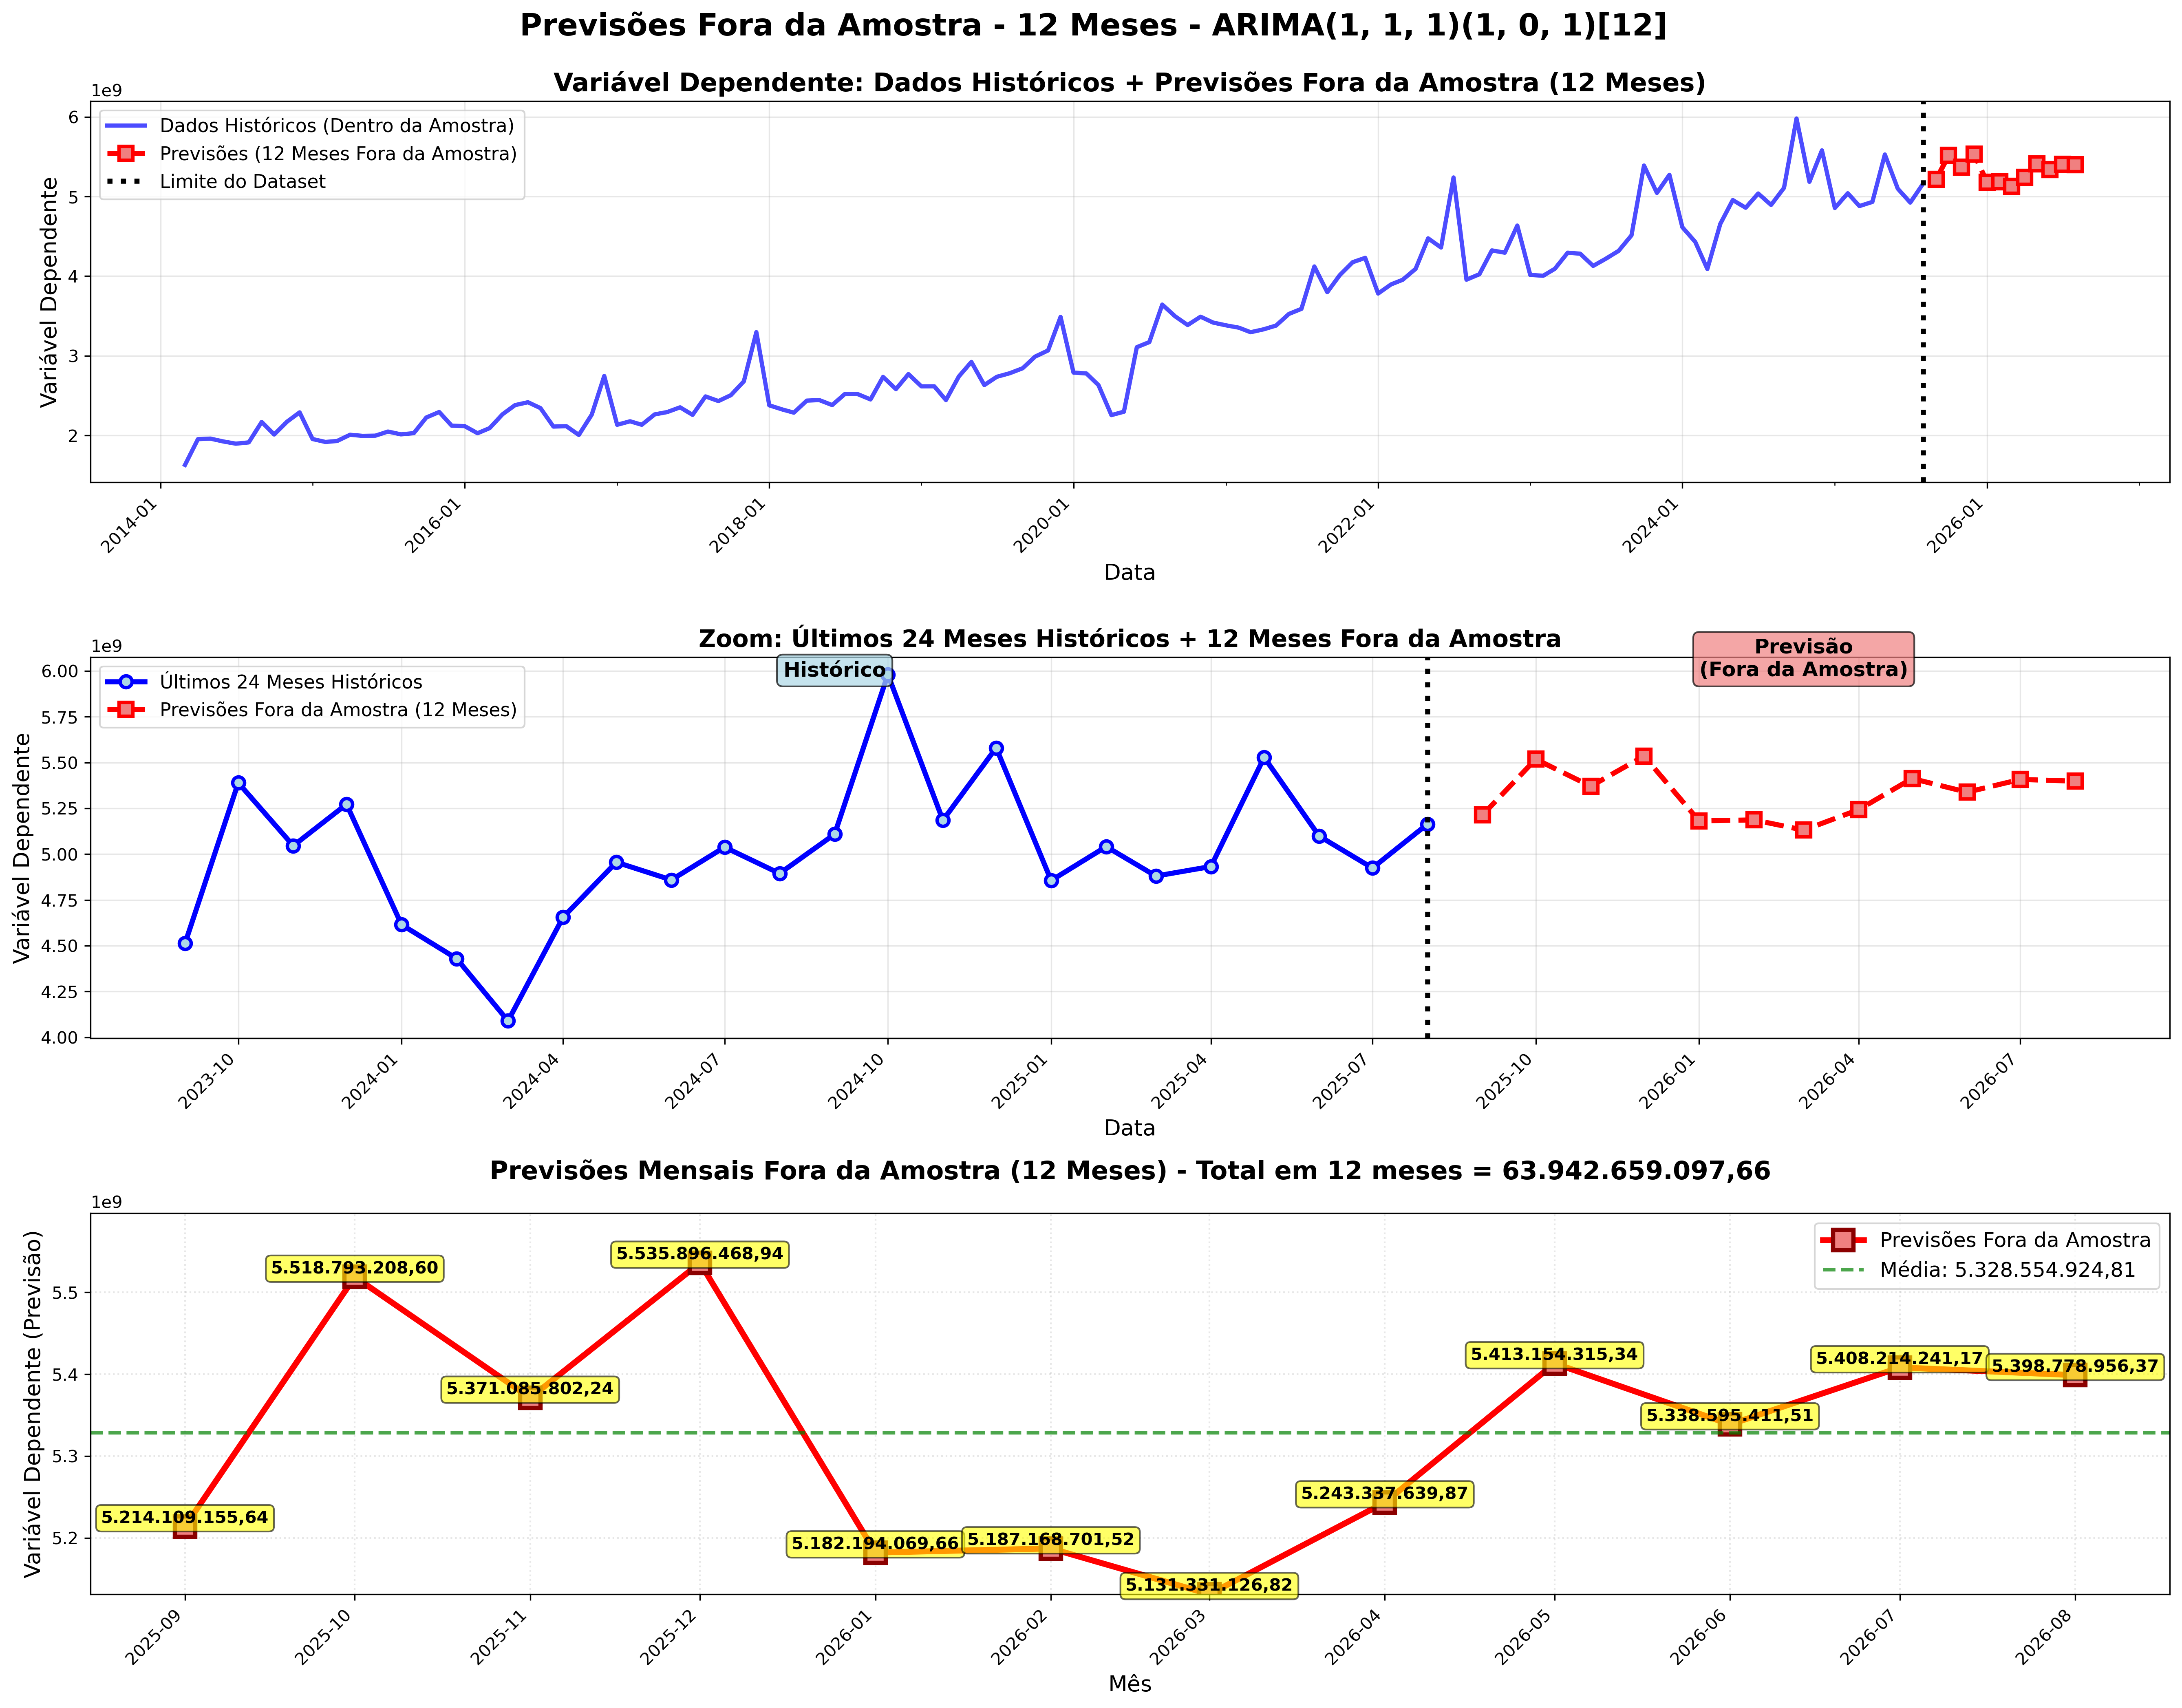 Previsões Fora da Amostra - 12 Meses - ARIMA(1, 1, 1)(1, 0, 1)[12]
Variável Dependente: Dados Históricos + Previsões Fora da Amostra (12 Meses)
1e9
Dados Históricos (Dentro da Amostra)
Previsões (12 Meses Fora da Amostra)
Limite do Dataset
Variável Dependente
6
5
4
3
2
2014-01
2016-01
2018-01
2020-01
2022-01
2024-01
2026-01
Data
Zoom: Últimos 24 Meses Históricos + 12 Meses Fora da Amostra
1e9
Últimos 24 Meses Históricos
Previsões Fora da Amostra (12 Meses)
Histórico
Previsão
(Fora da Amostra)
Variável Dependente
6.00
5.75
5.50
5.25
5.00
4.75
4.50
4.25
4.00
2023-10
2024-01
2024-04
2024-07
2024-10
2025-01
2025-04
2025-07
2025-10
2026-01
2026-04
2026-07
Data
Previsões Mensais Fora da Amostra (12 Meses) - Total em 12 meses = 63.942.659.097,66
1e9
Previsões Fora da Amostra
Média: 5.328.554.924,81
Variável Dependente (Previsão)
5.5
5.4
5.3
5.2
5.214.109.155,64
5.518.793.208,60
5.371.085.802,24
5.535.896.468,94
5.182.194.069,66
5.187.168.701,52
5.131.331.126,82
5.243.337.639,87
5.413.154.315,34
5.338.595.411,51
5.408.214.241,17
5.398.778.956,37
2025-09
2025-10
2025-11
2025-12
2026-01
2026-02
2026-03
2026-04
2026-05
2026-06
2026-07
2026-08
Mês